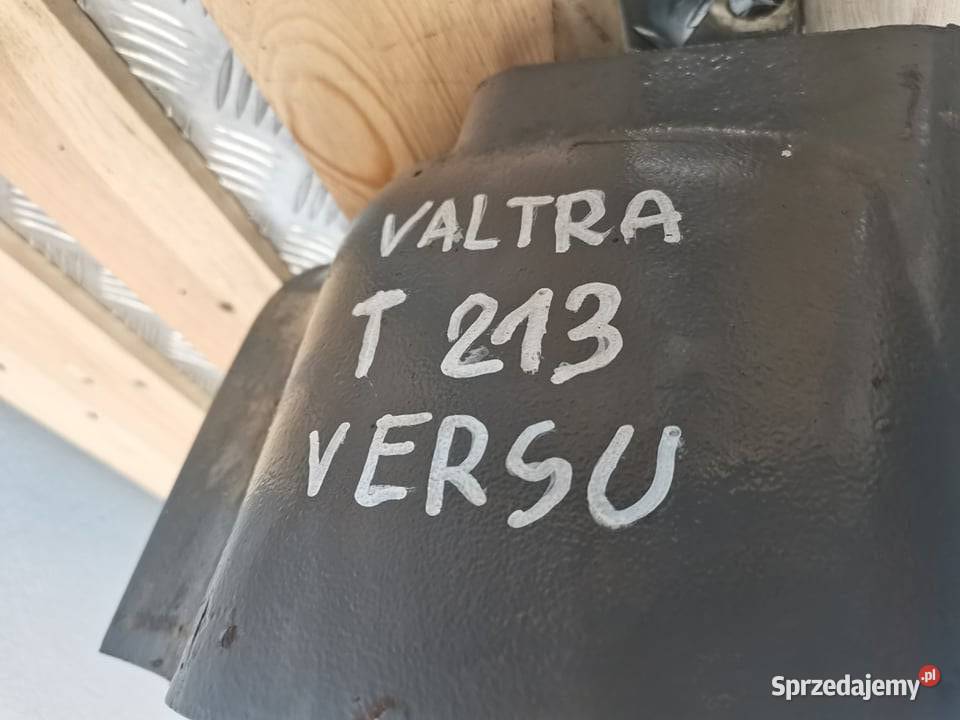 VALTRA
T 213
VERSU
Sprzedajemy.pl